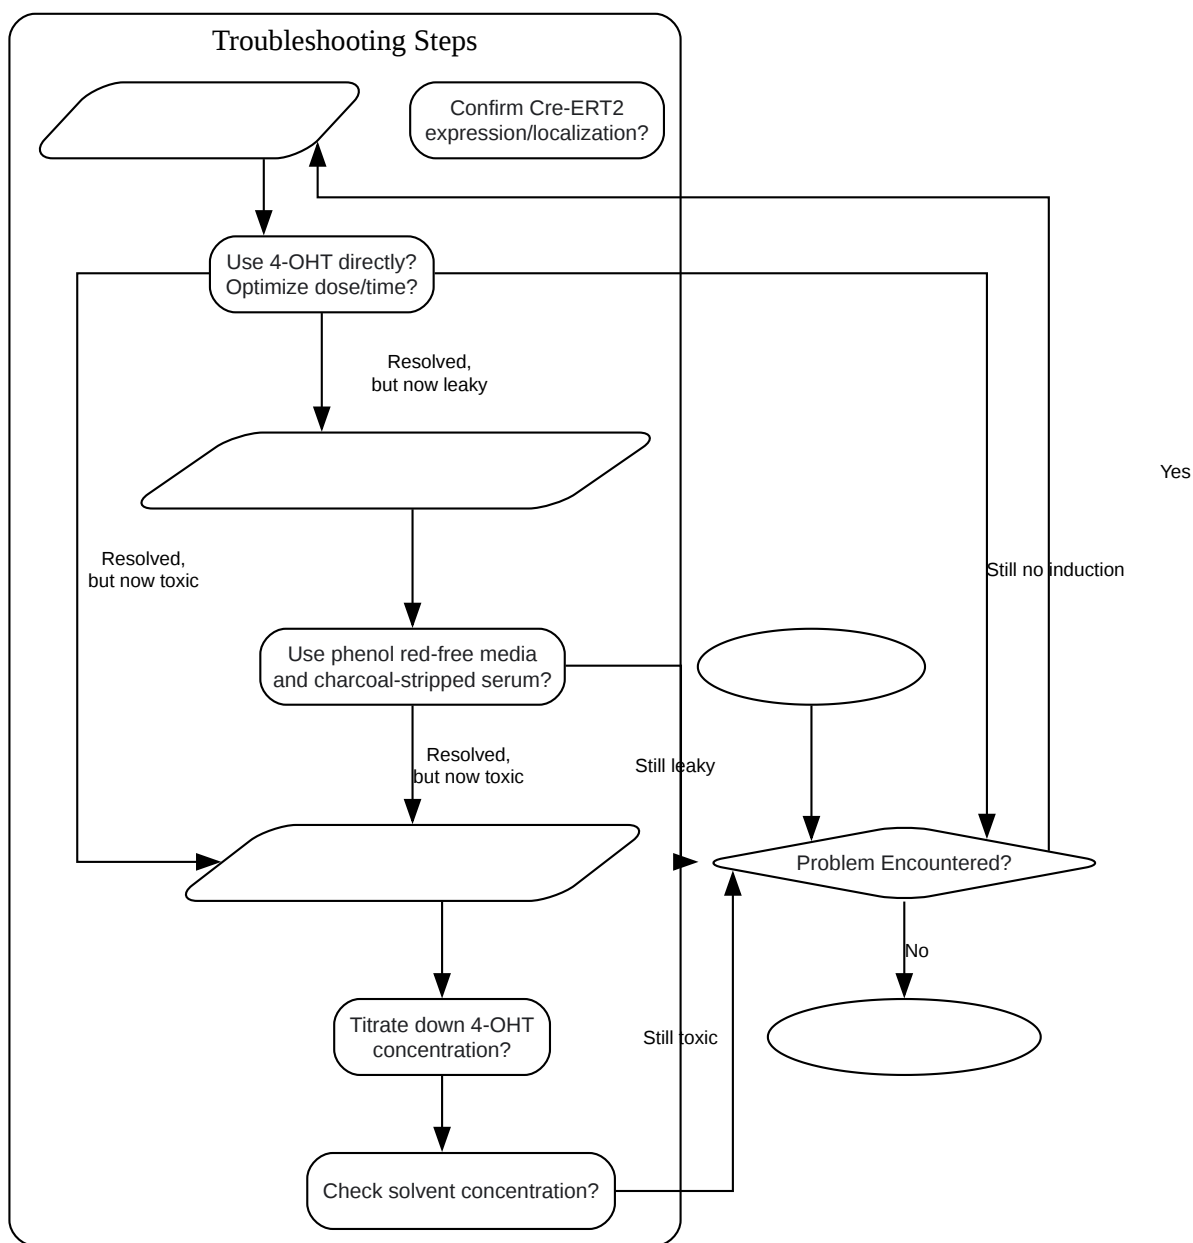 Troubleshooting Steps
Confirm Cre-ERT2
expression/localization?
Use 4-OHT directly?
Optimize dose/time?
Resolved,
but now leaky
Yes
Resolved,
but now toxic
Still no induction
Use phenol red-free media
and charcoal-stripped serum?
Resolved,
but now toxic
Still leaky
Problem Encountered?
No
Titrate down 4-OHT
concentration?
Still toxic
Check solvent concentration?